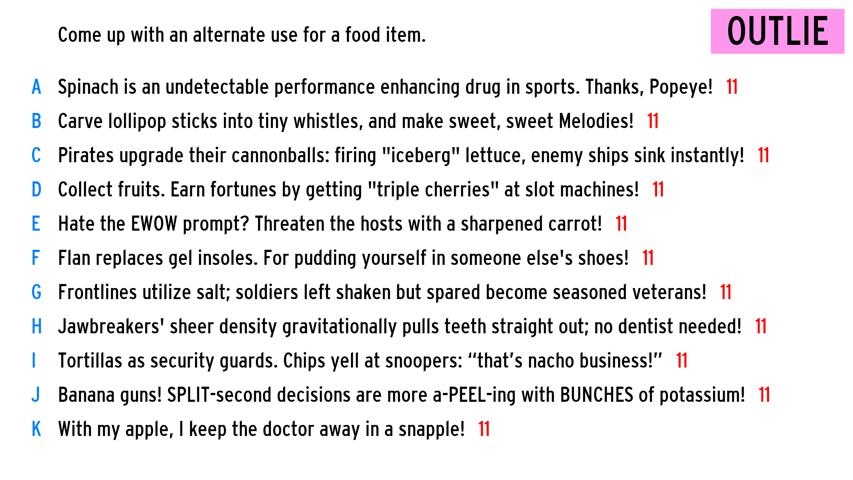 Come up with an alternate use for a food item.
OUTLIE
A Spinach is an undetectable performance enhancing drug in sports. Thanks, Popeye! 11
B Carve lollipop sticks into tiny whistles, and make sweet, sweet Melodies! 11
C Pirates upgrade their cannonballs: firing "iceberg" lettuce, enemy ships sink instantly! 11
D Collect fruits. Earn fortunes by getting "triple cherries" at slot machines! 11
E Hate the EWOW prompt? Threaten the hosts with a sharpened carrot! 11
F Flan replaces gel insoles. For pudding yourself in someone else's shoes! 11
G Frontlines utilize salt; soldiers left shaken but spared become seasoned veterans! 11
H Jawbreakers' sheer density gravitationally pulls teeth straight out; no dentist needed! 11
I Tortillas as security guards. Chips yell at snoopers: “that’s nacho business!” 11
J Banana guns! SPLIT-second decisions are more a-PEEL-ing with BUNCHES of potassium! 11
K With my apple, I keep the doctor away in a snapple! 11